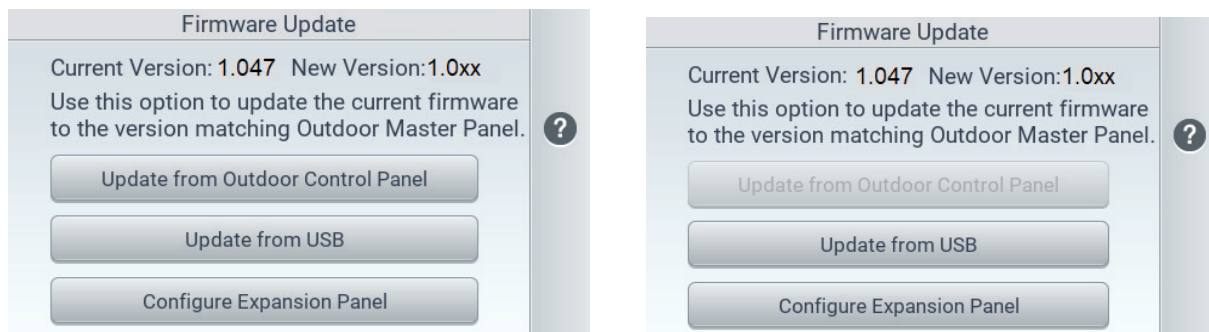 Firmware Update
Current Version: 1.047 New Version:1.0xx
Use this option to update the current firmware
to the version matching Outdoor Master Panel.
?
Update from Outdoor Control Panel
Update from USB
Configure Expansion Panel
Firmware Update
Current Version: 1.047 New Version:1.0xx
Use this option to update the current firmware
to the version matching Outdoor Master Panel.
?
Update from Outdoor Control Panel
Update from USB
Configure Expansion Panel